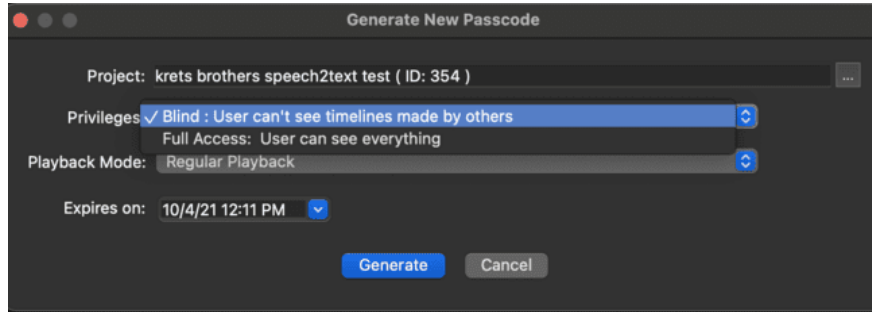 Generate New Passcode
Project: krets brothers speech2text test ( ID: 354 ) ...
Privileges ✓ Blind : User can't see timelines made by others
Full Access: User can see everything
Playback Mode: Regular Playback
Expires on: 10/4/21 12:11 PM
Generate Cancel